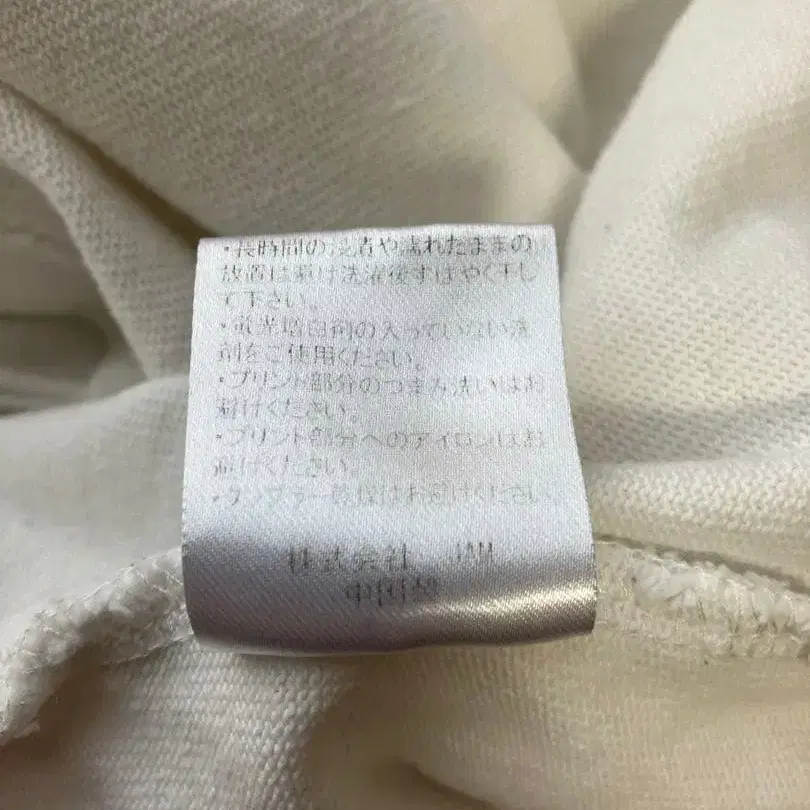 ・長時間の浸漬や濡れたままの
放置は避け洗濯後すばやく干し
て下さい。
・蛍光増白剤の入っていない洗
剤をご使用ください。
・プリント部分のつまみ洗いはお
避けください。
・プリント部分へのアイロンはお
避けください。
・タンブラー乾燥はお避けください。
株式会社 JAM
中国製